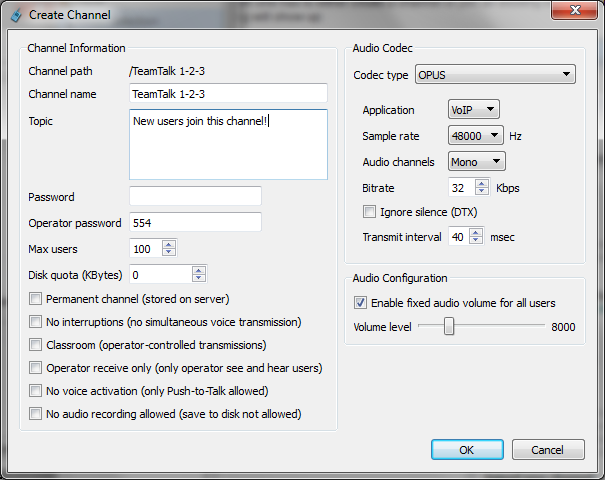 Create Channel
Channel Information
Channel path /TeamTalk 1-2-3
Channel name TeamTalk 1-2-3
Topic New users join this channel!
Password
Operator password 554
Max users 100
Disk quota (KBytes) 0
Permanent channel (stored on server)
No interruptions (no simultaneous voice transmission)
Classroom (operator-controlled transmissions)
Operator receive only (only operator see and hear users)
No voice activation (only Push-to-Talk allowed)
No audio recording allowed (save to disk not allowed)
Audio Codec
Codec type OPUS
Application VoIP
Sample rate 48000 Hz
Audio channels Mono
Bitrate 32 Kbps
Ignore silence (DTX)
Transmit interval 40 msec
Audio Configuration
Enable fixed audio volume for all users
Volume level 8000
OK Cancel